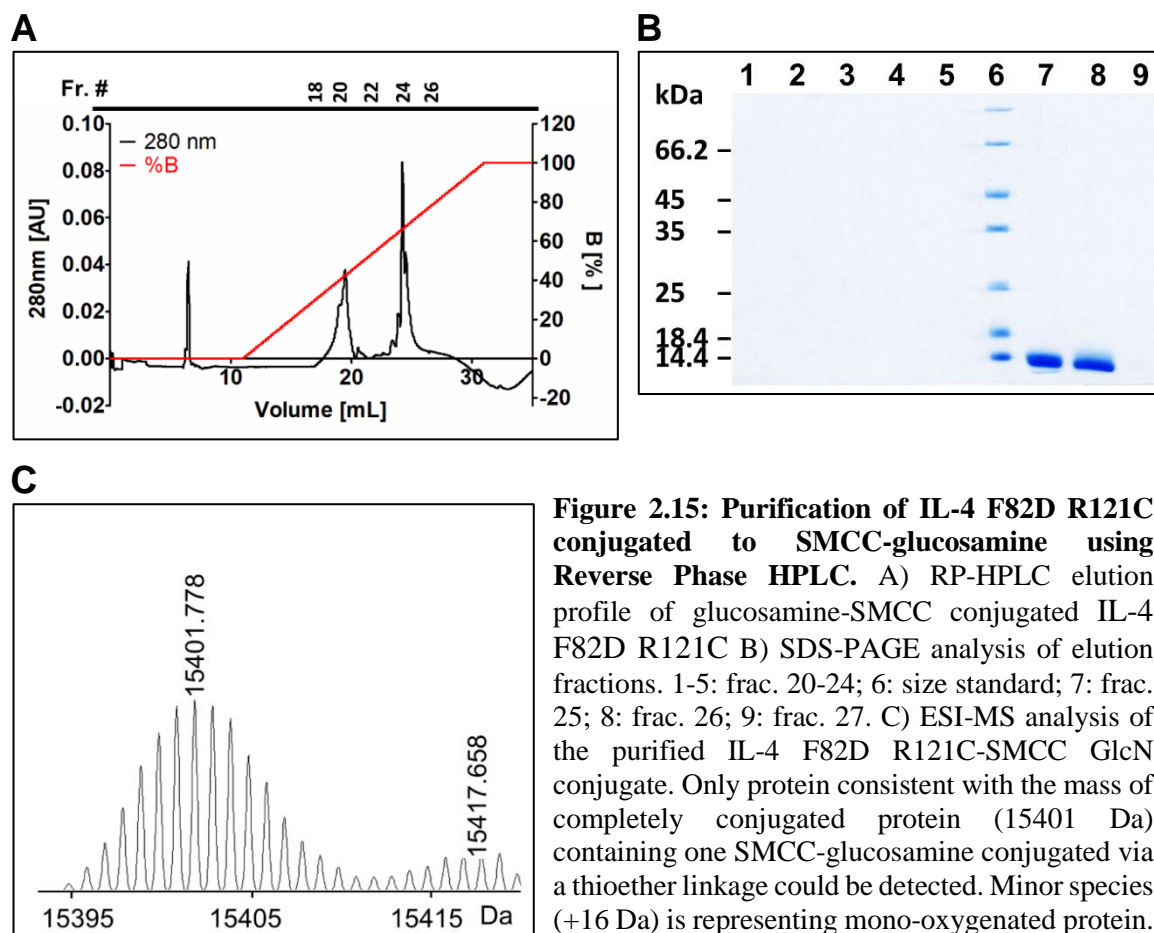 A
Fr. #
18 20 22 24 26
0.10
0.08
0.06
0.04
0.02
0.00
-0.02
280nm [AU]
280 nm
%B
120
100
80
60
40
20
0
-20
B [% ]
10 20 30
Volume [mL]
B
1 2 3 4 5 6 7 8 9
kDa
66.2
45
35
25
18.4
14.4
C
15401.778
15417.658
15395 15405 15415 Da
Figure 2.15: Purification of IL-4 F82D R121C
conjugated to SMCC-glucosamine using
Reverse Phase HPLC. A) RP-HPLC elution
profile of glucosamine-SMCC conjugated IL-4
F82D R121C B) SDS-PAGE analysis of elution
fractions. 1-5: frac. 20-24; 6: size standard; 7: frac.
25; 8: frac. 26; 9: frac. 27. C) ESI-MS analysis of
the purified IL-4 F82D R121C-SMCC GlcN
conjugate. Only protein consistent with the mass of
completely conjugated protein (15401 Da)
containing one SMCC-glucosamine conjugated via
a thioether linkage could be detected. Minor species
(+16 Da) is representing mono-oxygenated protein.